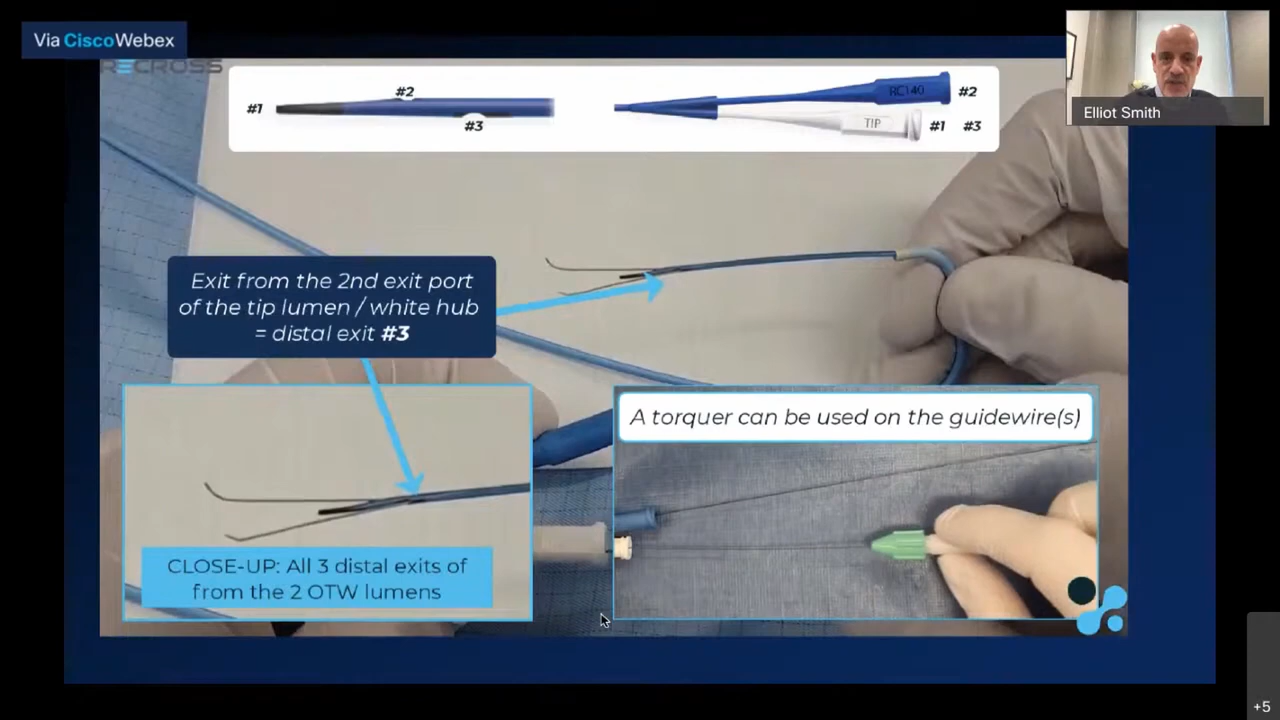 Via CiscoWebex
RECROSS
#2
#1
#3
RC140
#2
TIP
#1 #3
Elliot Smith
Exit from the 2nd exit port
of the tip lumen / white hub
= distal exit #3
A torquer can be used on the guidewire(s)
CLOSE-UP: All 3 distal exits of
from the 2 OTW lumens
+5